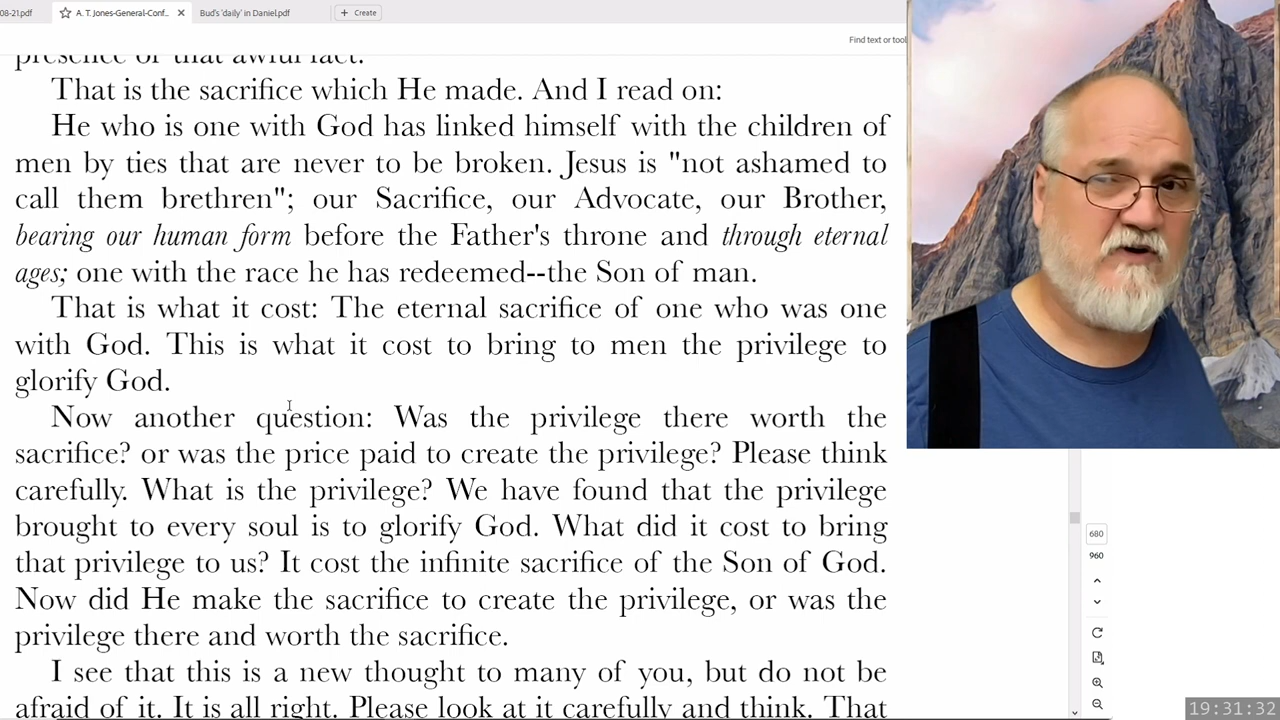 08-21.pdf
A. T. Jones-General-Conf...
Bud's 'daily' in Daniel.pdf
+ Create
Find text or tool
presence of that awful fact.
That is the sacrifice which He made. And I read on:
He who is one with God has linked himself with the children of
men by ties that are never to be broken. Jesus is "not ashamed to
call them brethren"; our Sacrifice, our Advocate, our Brother,
bearing our human form before the Father's throne and through eternal
ages; one with the race he has redeemed--the Son of man.
That is what it cost: The eternal sacrifice of one who was one
with God. This is what it cost to bring to men the privilege to
glorify God.
Now another question: Was the privilege there worth the
sacrifice? or was the price paid to create the privilege? Please think
carefully. What is the privilege? We have found that the privilege
brought to every soul is to glorify God. What did it cost to bring
that privilege to us? It cost the infinite sacrifice of the Son of God.
Now did He make the sacrifice to create the privilege, or was the
privilege there and worth the sacrifice.
I see that this is a new thought to many of you, but do not be
afraid of it. It is all right. Please look at it carefully and think. That
680
960
19:31:32